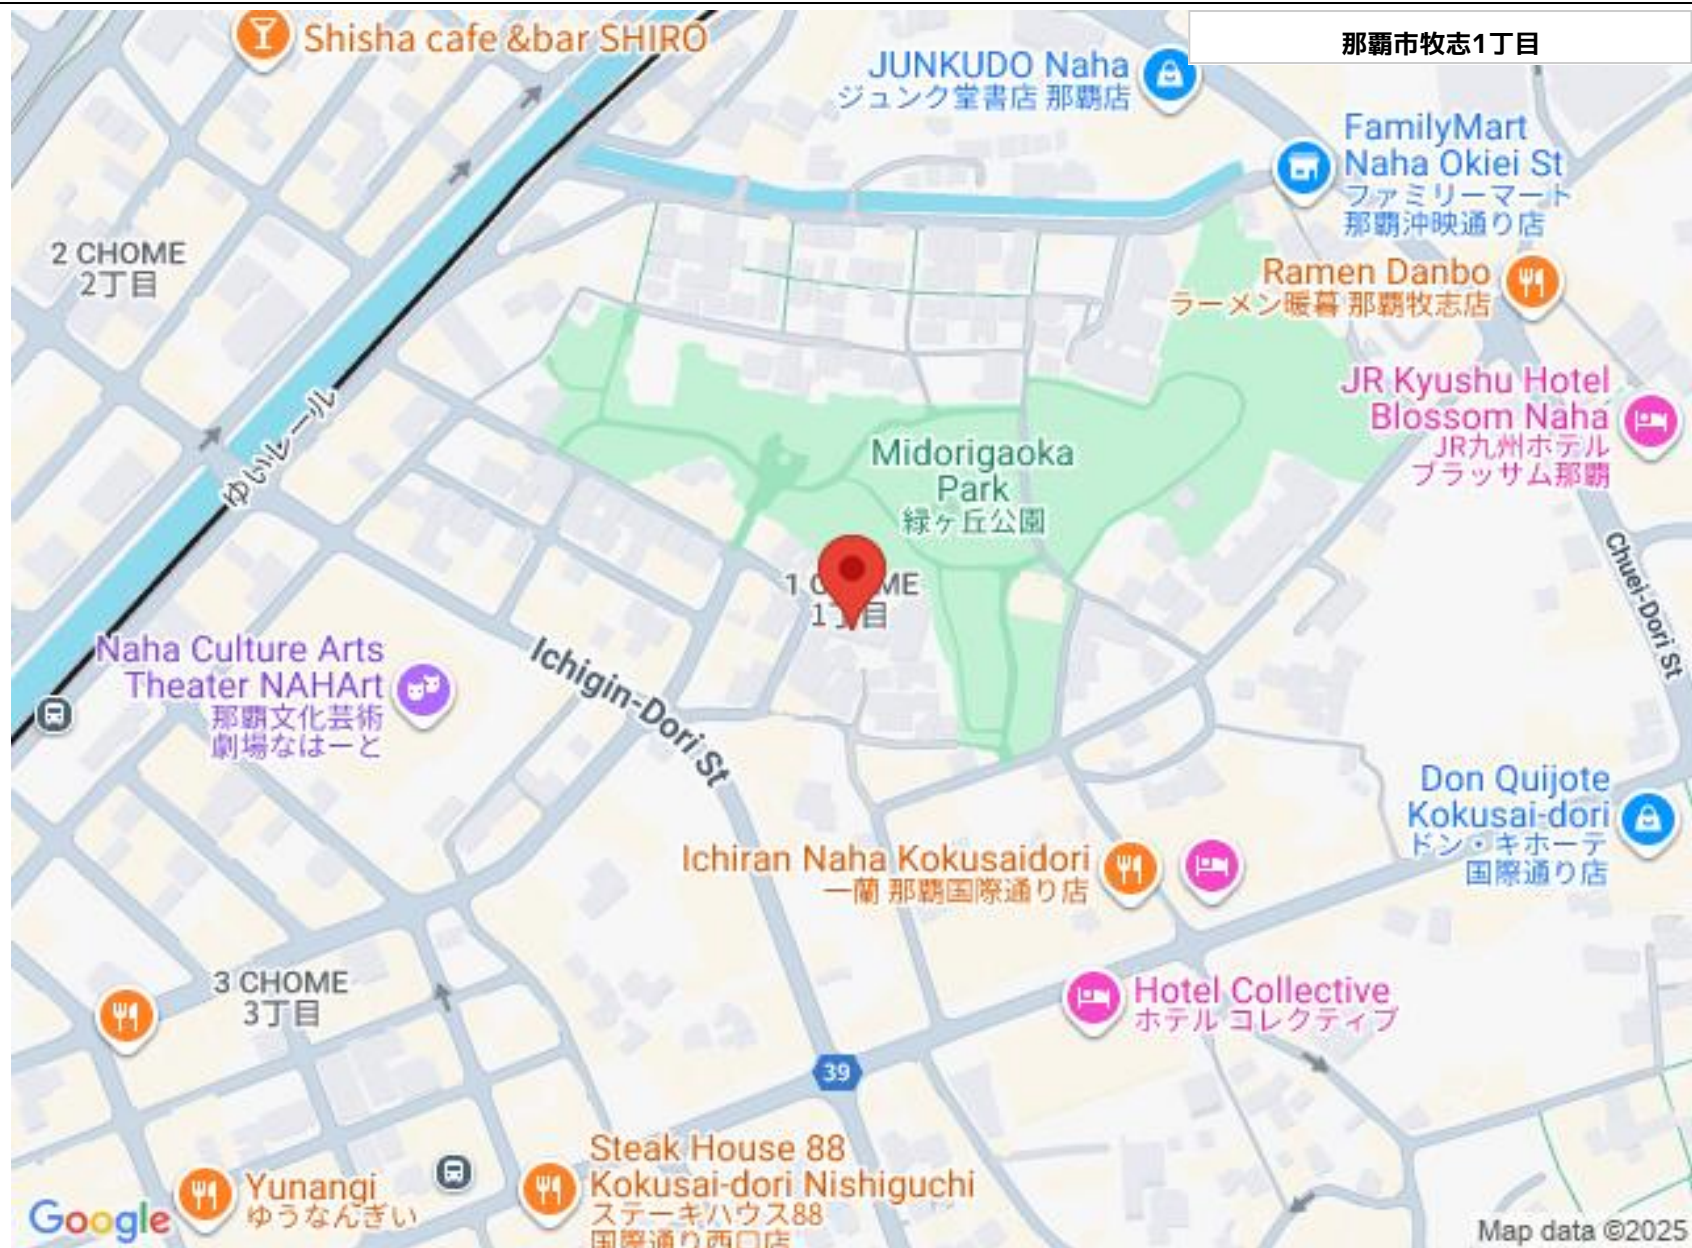 那覇市牧志1丁目
Shisha cafe &bar SHIRO
JUNKUDO Naha
ジュンク堂書店 那覇店
FamilyMart
Naha Okiei St
ファミリーマート
那覇沖映通り店
2 CHOME
2丁目
Ramen Danbo
ラーメン暖暮 那覇牧志店
JR Kyushu Hotel
Blossom Naha
JR九州ホテル
ブラッサム那覇
ゆいレール
Midorigaoka
Park
緑ヶ丘公園
Chuei-Dori St
1丁目
Naha Culture Arts
Theater NAHArt
那覇文化芸術
劇場なはーと
Ichigin-Dori St
Don Quijote
Kokusai-dori
ドン・キホーテ
国際通り店
Ichiran Naha Kokusaidori
一蘭 那覇国際通り店
3 CHOME
3丁目
Hotel Collective
ホテル コレクティブ
39
Steak House 88
Kokusai-dori Nishiguchi
ステーキハウス88
国際通り西口店
Yunangi
ゆうなんぎい
Google
Map data ©2025